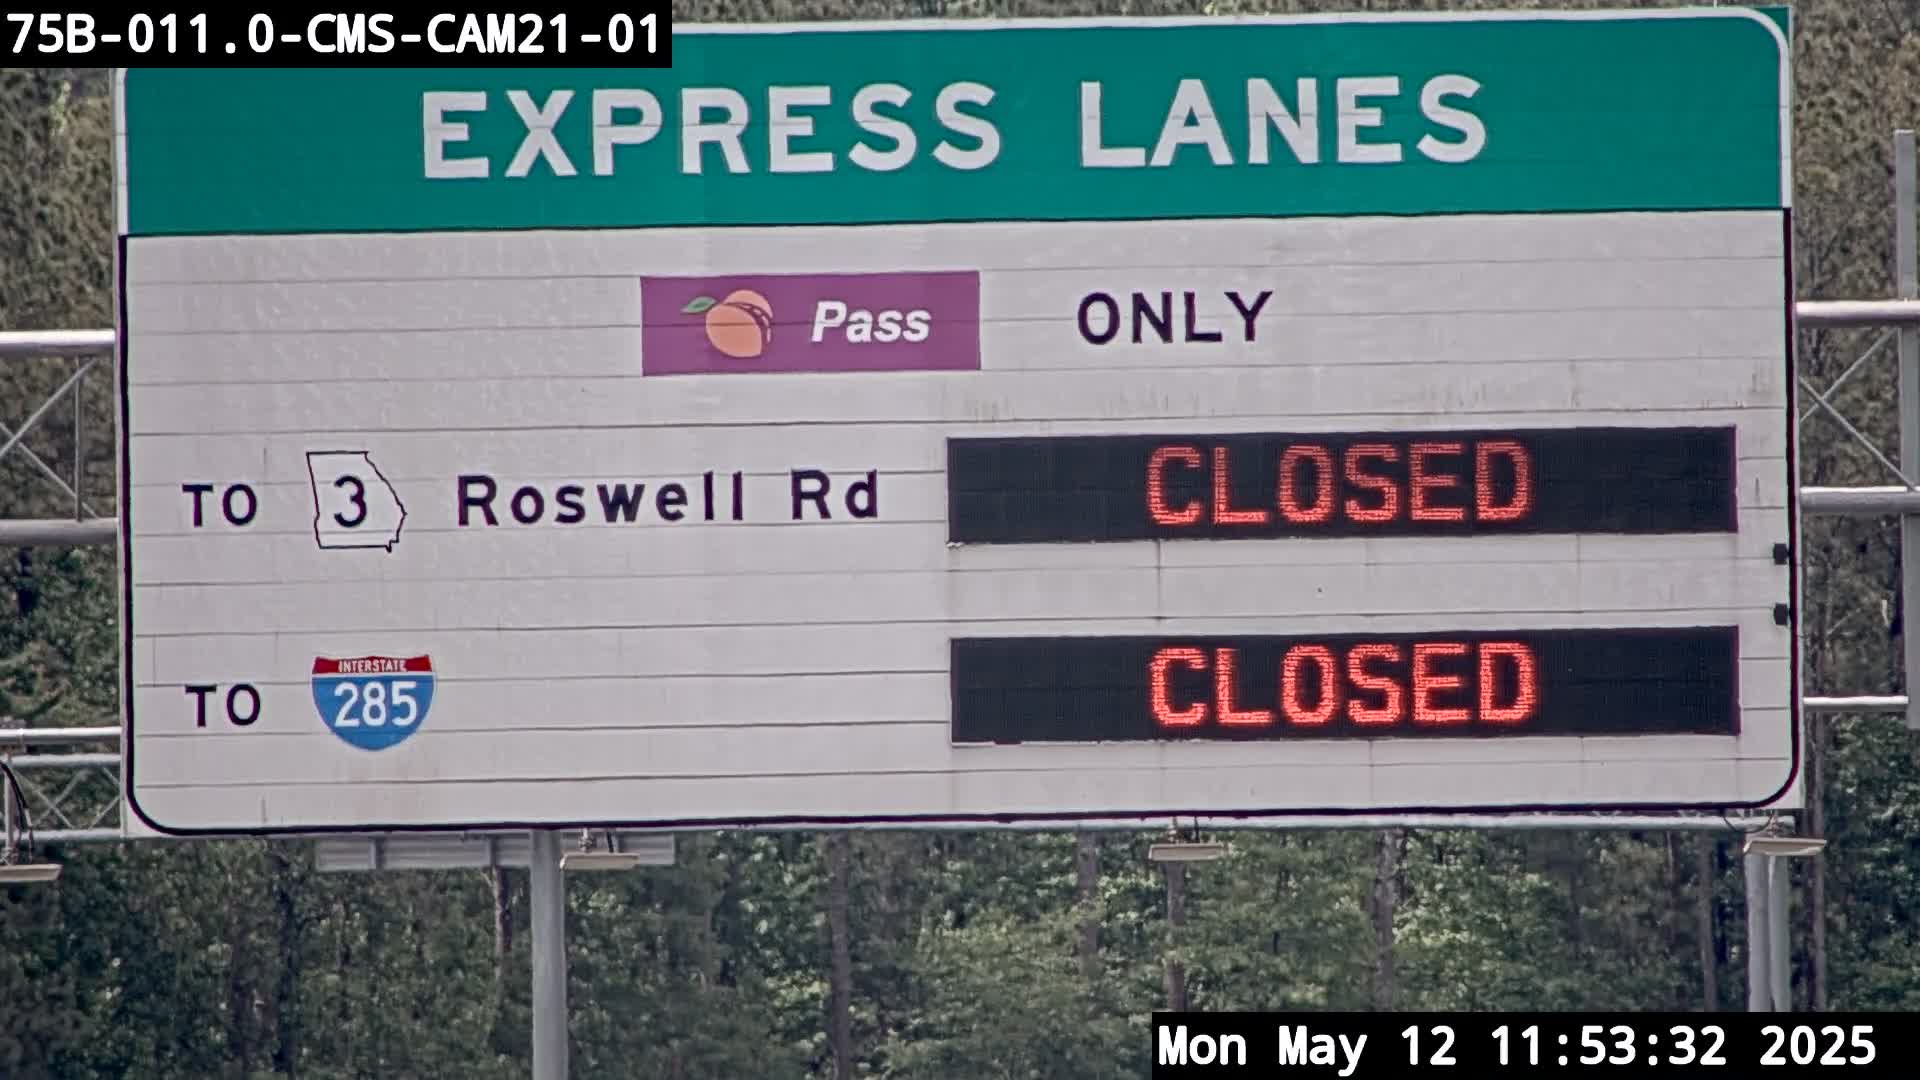 75B-011.0-CMS-CAM21-01
EXPRESS LANES
Pass ONLY
TO 3 Roswell Rd CLOSED
TO INTERSTATE 285 CLOSED
Mon May 12 11:53:32 2025